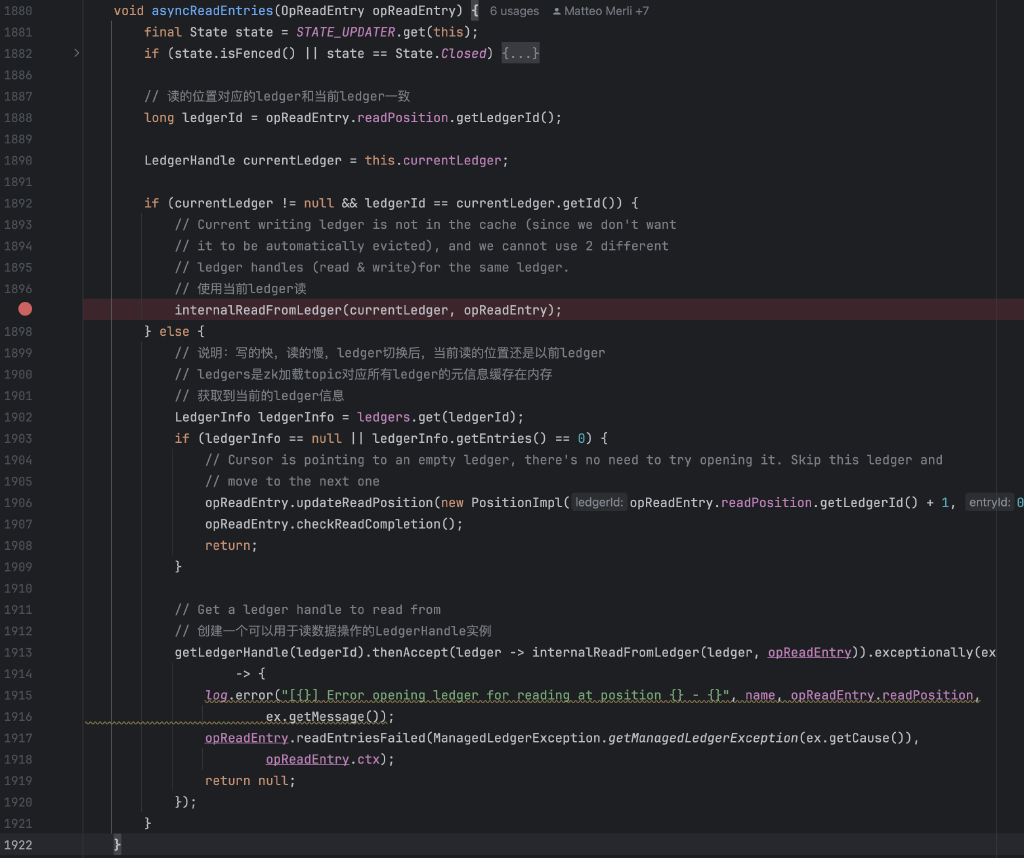 1880 void asyncReadEntries(OpReadEntry opReadEntry) { 6 usages Matteo Merli +7
1881 final State state = STATE_UPDATER.get(this);
1882 if (state.isFenced() || state == State.Closed) {...}
1886
1887 // 读的位置对应的ledger和当前ledger一致
1888 long ledgerId = opReadEntry.readPosition.getLedgerId();
1889
1890 LedgerHandle currentLedger = this.currentLedger;
1891
1892 if (currentLedger != null && ledgerId == currentLedger.getId()) {
1893 // Current writing ledger is not in the cache (since we don't want
1894 // it to be automatically evicted), and we cannot use 2 different
1895 // ledger handles (read & write)for the same ledger.
1896 // 使用当前ledger读
internalReadFromLedger(currentLedger, opReadEntry);
1898 } else {
1899 // 说明：写的快，读的慢，ledger切换后，当前读的位置还是以前ledger
1900 // ledgers是zk加载topic对应所有ledger的元信息缓存在内存
1901 // 获取到当前的ledger信息
1902 LedgerInfo ledgerInfo = ledgers.get(ledgerId);
1903 if (ledgerInfo == null || ledgerInfo.getEntries() == 0) {
1904 // Cursor is pointing to an empty ledger, there's no need to try opening it. Skip this ledger and
1905 // move to the next one
1906 opReadEntry.updateReadPosition(new PositionImpl( ledgerId: opReadEntry.readPosition.getLedgerId() + 1, entryId: 0
1907 opReadEntry.checkReadCompletion();
1908 return;
1909 }
1910
1911 // Get a ledger handle to read from
1912 // 创建一个可以用于读数据操作的LedgerHandle实例
1913 getLedgerHandle(ledgerId).thenAccept(ledger -> internalReadFromLedger(ledger, opReadEntry)).exceptionally(ex
1914 -> {
1915 log.error("[{}] Error opening ledger for reading at position {} - {}", name, opReadEntry.readPosition,
1916 ex.getMessage());
1917 opReadEntry.readEntriesFailed(ManagedLedgerException.getManagedLedgerException(ex.getCause()),
1918 opReadEntry.ctx);
1919 return null;
1920 });
1921 }
1922 }